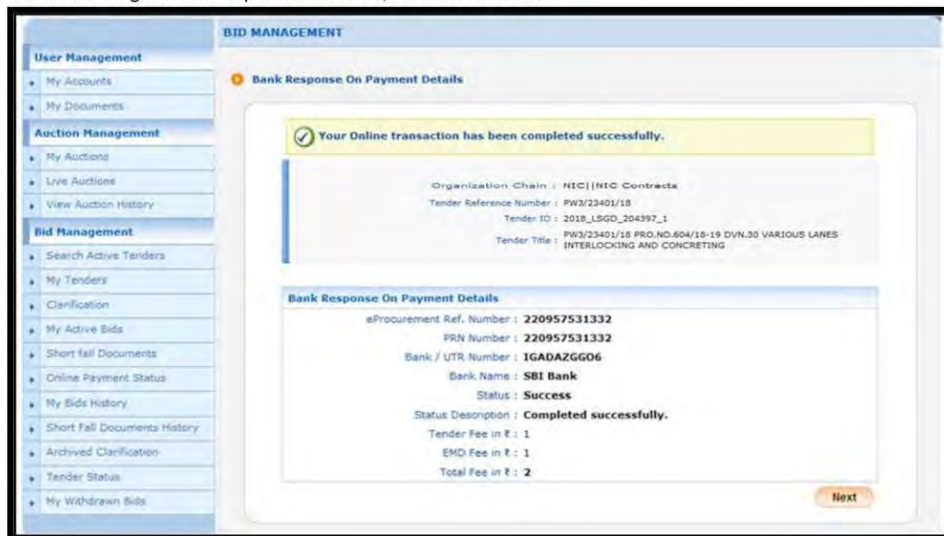 BID MANAGEMENT
User Management
My Accounts
My Documents
Auction Management
My Auctions
Live Auctions
View Auction History
Bid Management
Search Active Tenders
My Tenders
Clarification
My Active Bids
Short fall Documents
Online Payment Status
My Bids History
Short Fall Documents History
Archived Clarification
Tender Status
My Withdrawn Bids
Bank Response On Payment Details
Your Online transaction has been completed successfully.
Organization Chain : NIC||NIC Contracts
Tender Reference Number : PW3/23401/18
Tender ID : 2018_LSGD_204397_1
Tender Title : PW3/23401/18 PRO.NO.604/18-19 DVN.30 VARIOUS LANES
INTERLOCKING AND CONCRETING
Bank Response On Payment Details
eProcurement Ref. Number : 220957531332
PRN Number : 220957531332
Bank / UTR Number : IGADAZGGO6
Bank Name : SBI Bank
Status : Success
Status Description : Completed successfully.
Tender Fee in ₹ : 1
EMD Fee in ₹ : 1
Total Fee in ₹ : 2
Next